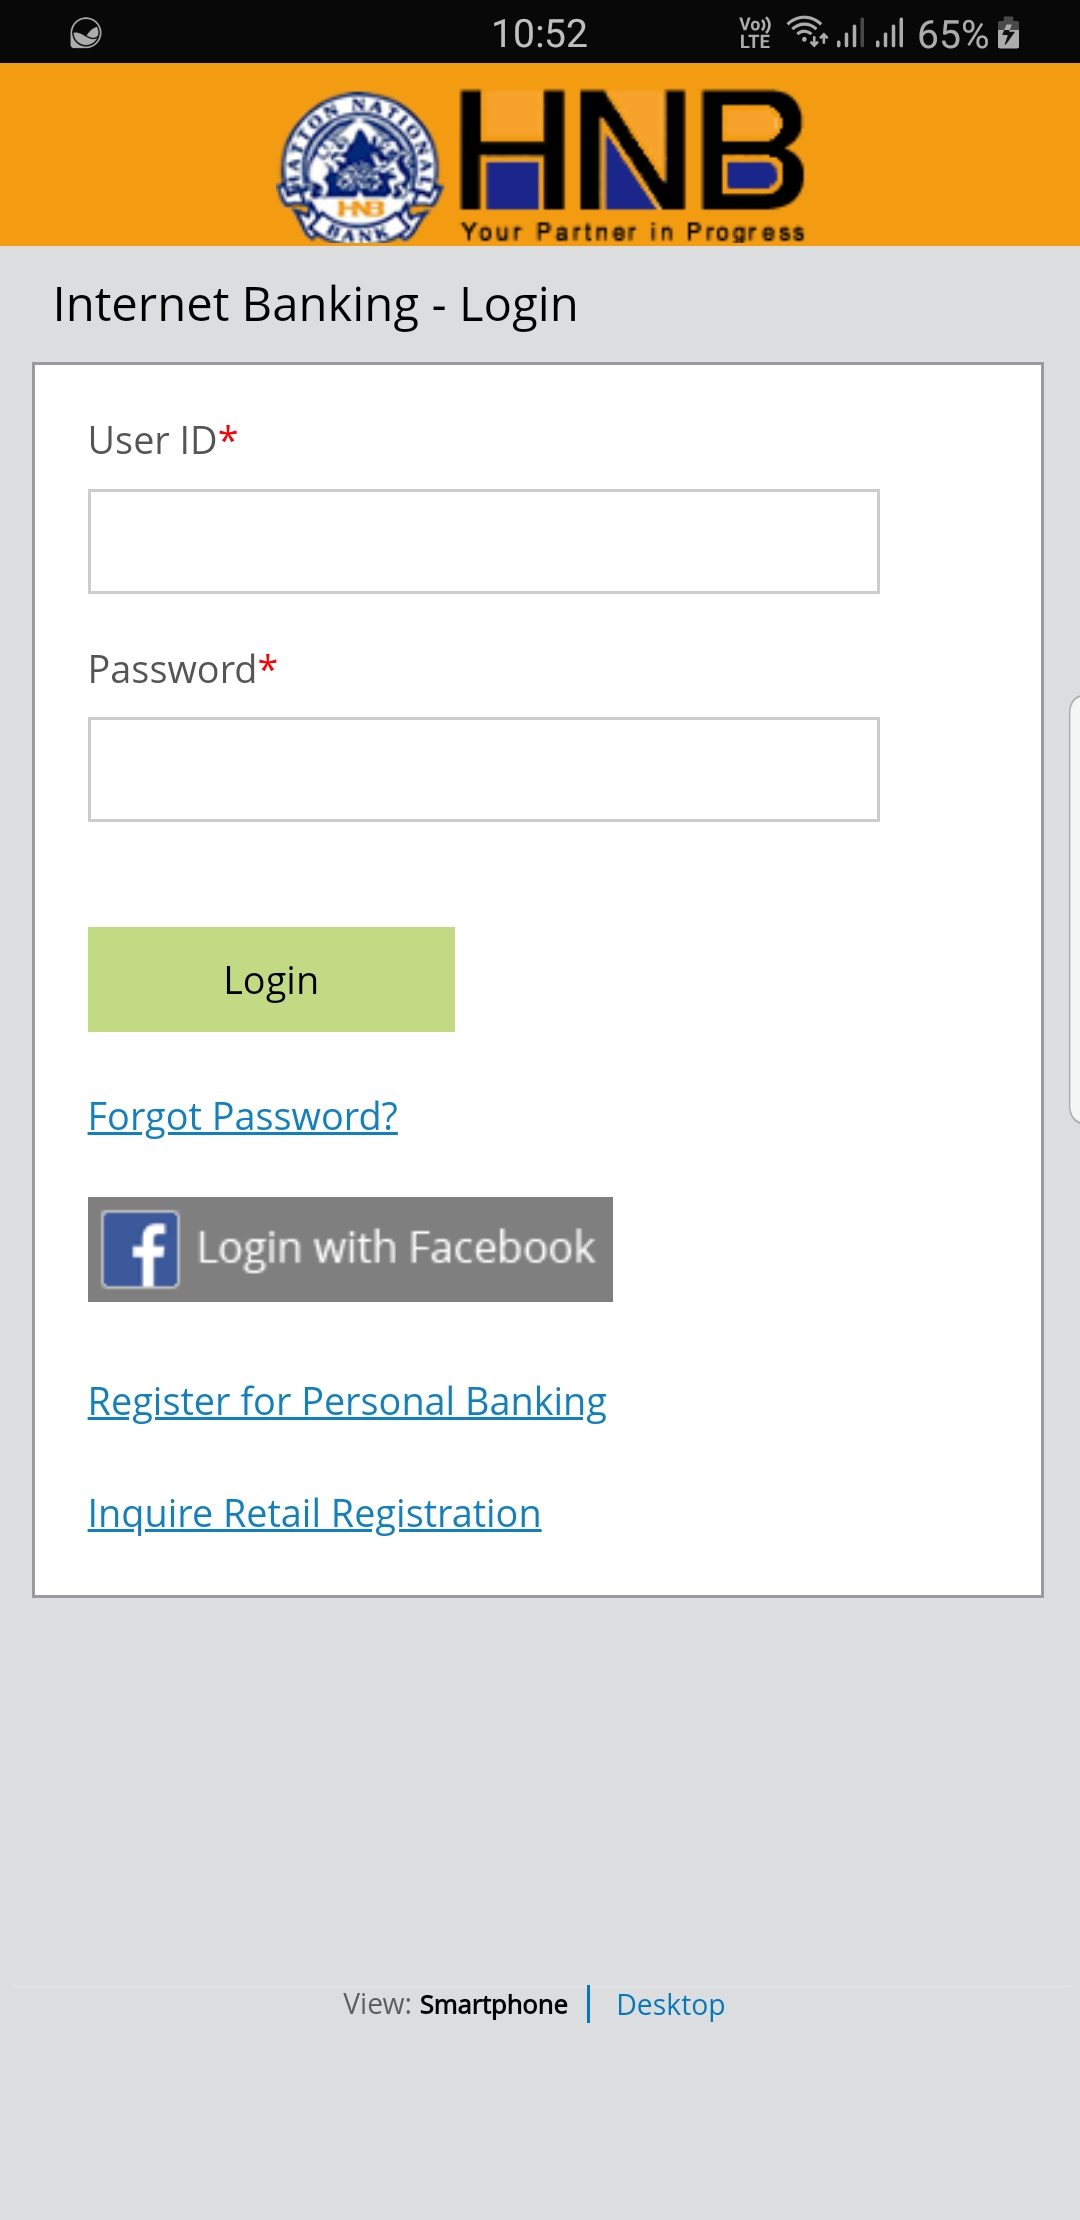 10:52
Vo)) LTE
65%
HATTON NATIONAL BANK
HNB
HNB
Your Partner in Progress
Internet Banking - Login
User ID*
Password*
Login
Forgot Password?
f Login with Facebook
Register for Personal Banking
Inquire Retail Registration
View: Smartphone | Desktop